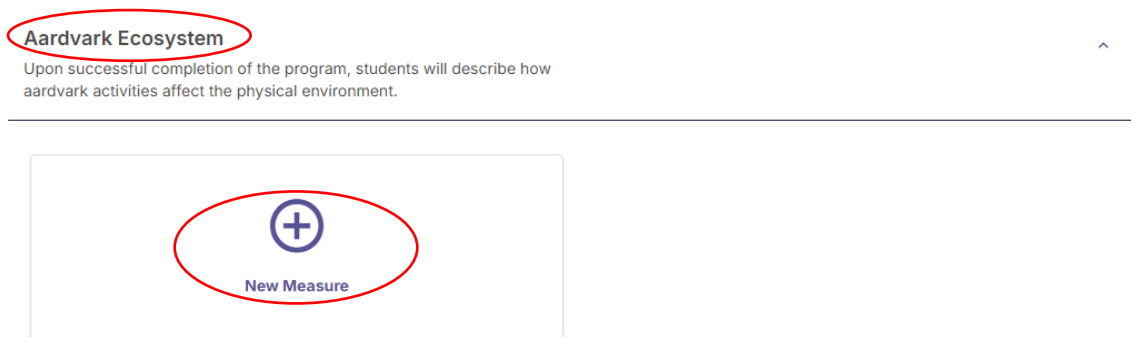 Aardvark Ecosystem
Upon successful completion of the program, students will describe how
aardvark activities affect the physical environment.
New Measure